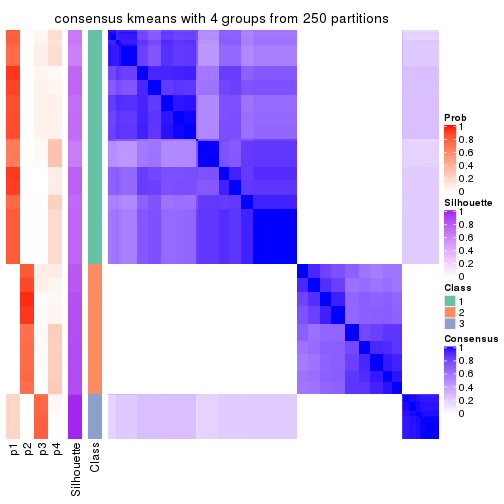 consensus kmeans with 4 groups from 250 partitions
Prob
1
0.8
0.6
0.4
0.2
0
Silhouette
1
0.8
0.6
0.4
0.2
0
Class
1
2
3
Consensus
1
0.8
0.6
0.4
0.2
0
p1
p2
p3
p4
Silhouette
Class